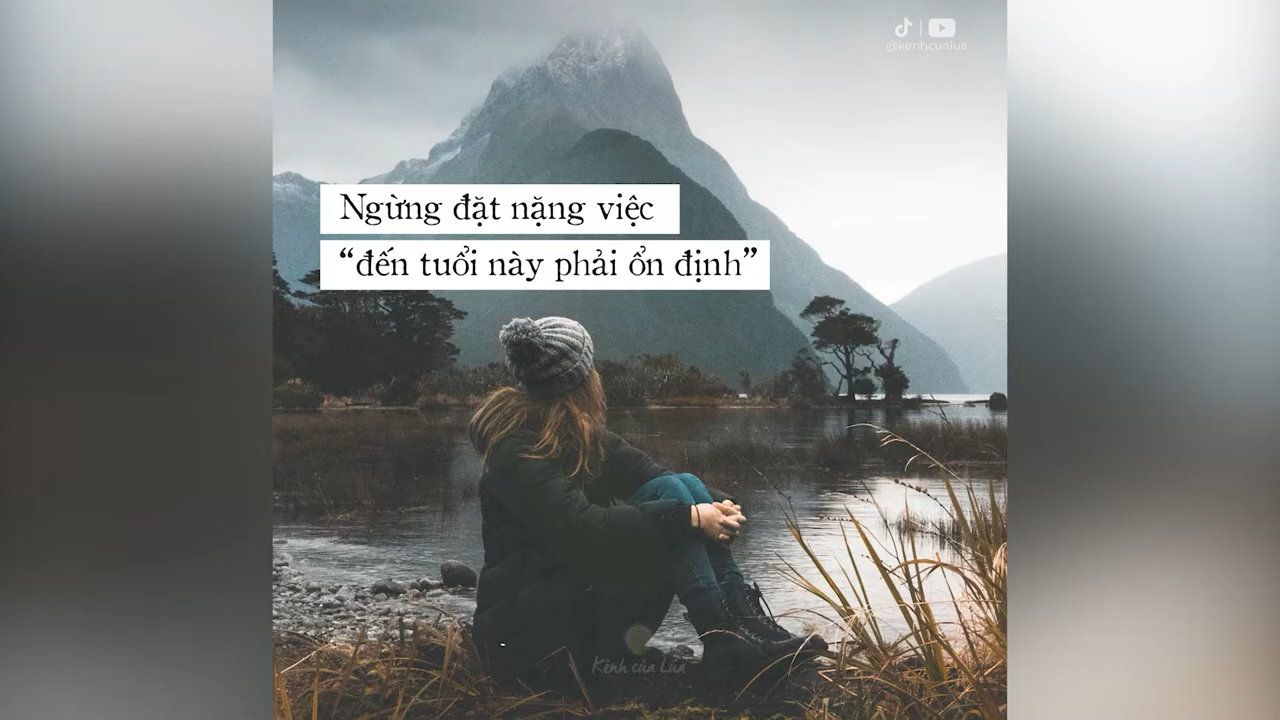 @kenhcualua
Ngừng đặt nặng việc
“đến tuổi này phải ổn định”
Kênh của Lúa